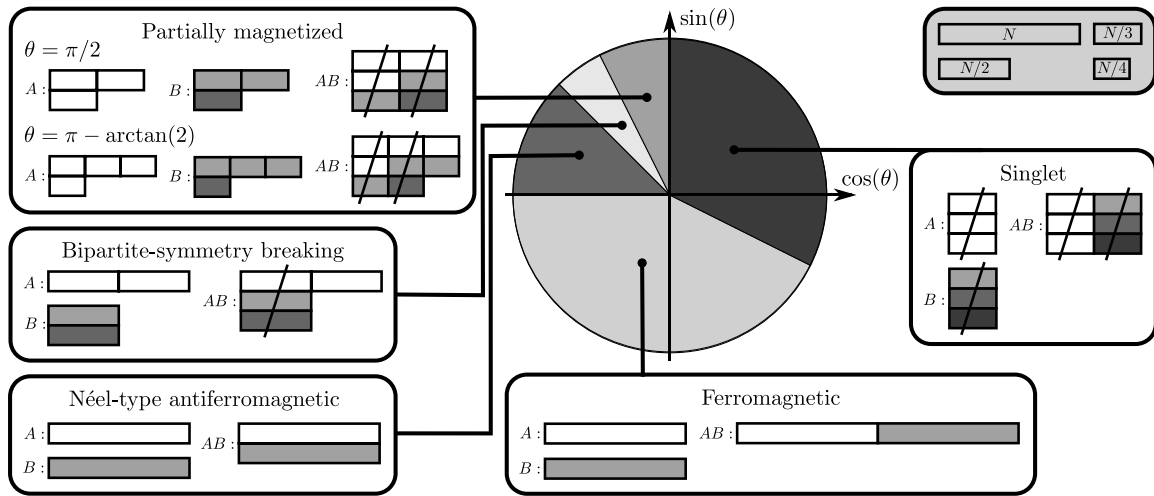 Partially magnetized
θ = π/2
A :
B :
AB :
θ = π − arctan(2)
A :
B :
AB :
Bipartite-symmetry breaking
A :
B :
AB :
Néel-type antiferromagnetic
A :
B :
AB :
sin(θ)
cos(θ)
N
N/3
N/2
N/4
Singlet
A :
AB :
B :
Ferromagnetic
A :
AB :
B :